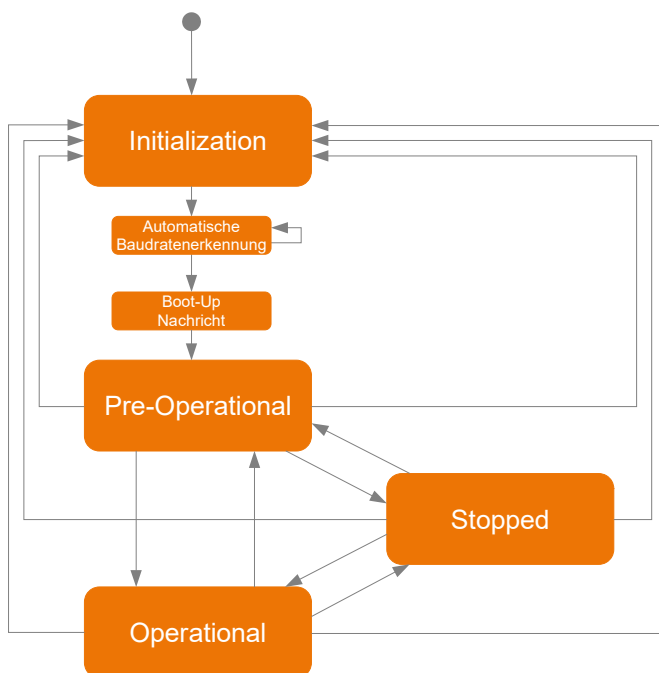 Initialization
Automatische
Baudratenerkennung
Boot-Up
Nachricht
Pre-Operational
Stopped
Operational